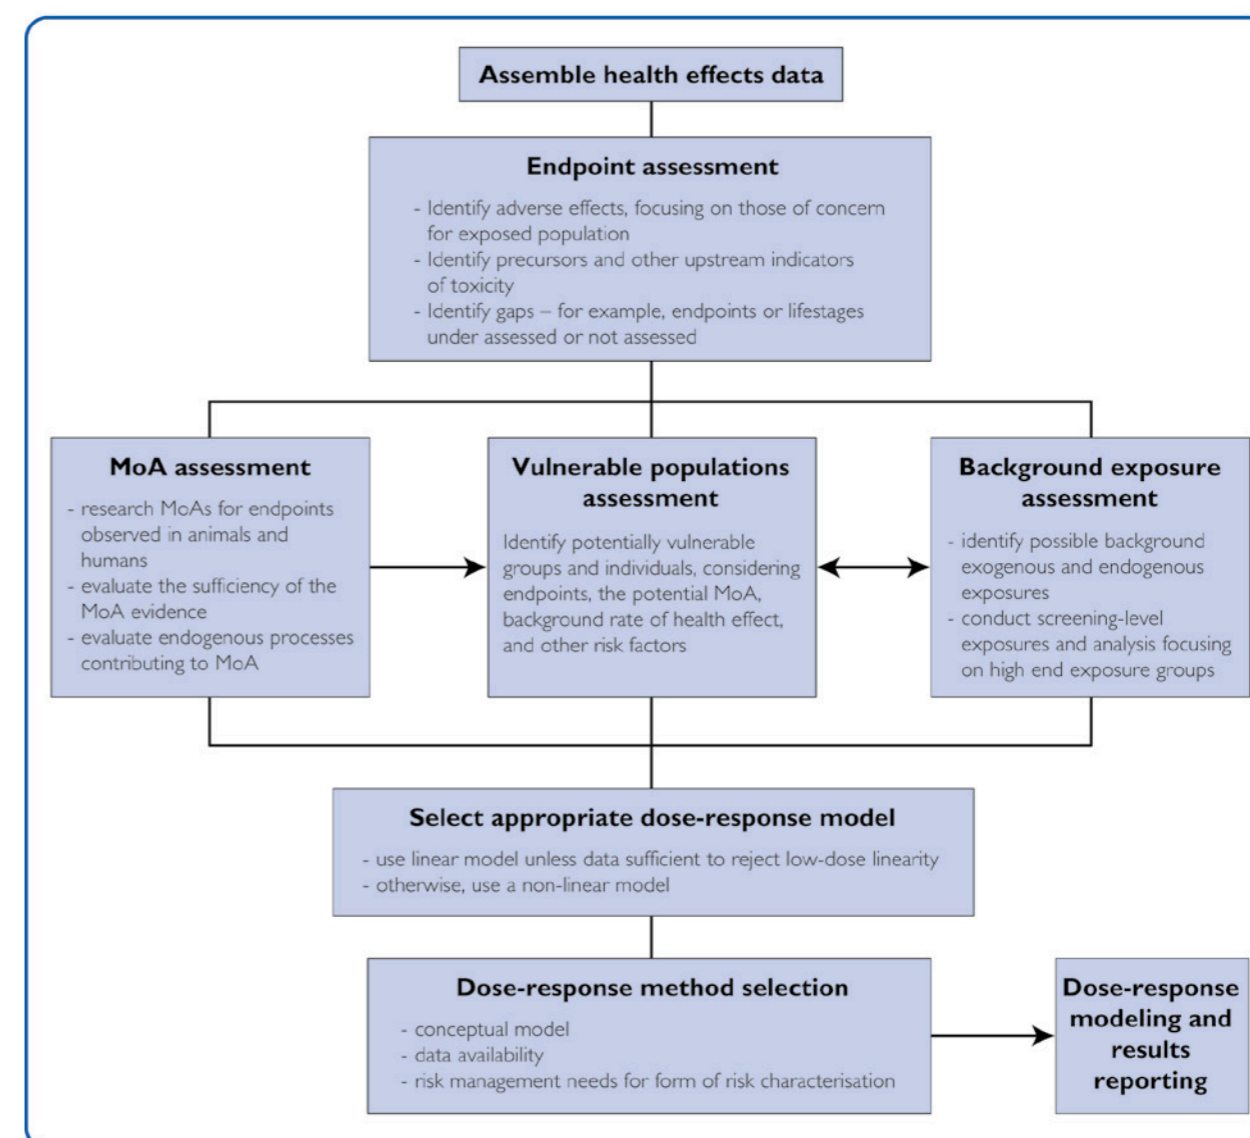 Assemble health effects data
Endpoint assessment
- Identify adverse effects, focusing on those of concern
for exposed population
- Identify precursors and other upstream indicators
of toxicity
- Identify gaps – for example, endpoints or lifestages
under assessed or not assessed
MoA assessment
- research MoAs for endpoints
observed in animals and
humans
- evaluate the sufficiency of the
MoA evidence
- evaluate endogenous processes
contributing to MoA
Vulnerable populations
assessment
Identify potentially vulnerable
groups and individuals, considering
endpoints, the potential MoA,
background rate of health effect,
and other risk factors
Background exposure
assessment
- identify possible background
exogenous and endogenous
exposures
- conduct screening-level
exposures and analysis focusing
on high end exposure groups
Select appropriate dose-response model
- use linear model unless data sufficient to reject low-dose linearity
- otherwise, use a non-linear model
Dose-response method selection
- conceptual model
- data availability
- risk management needs for form of risk characterisation
Dose-response
modeling and
results
reporting